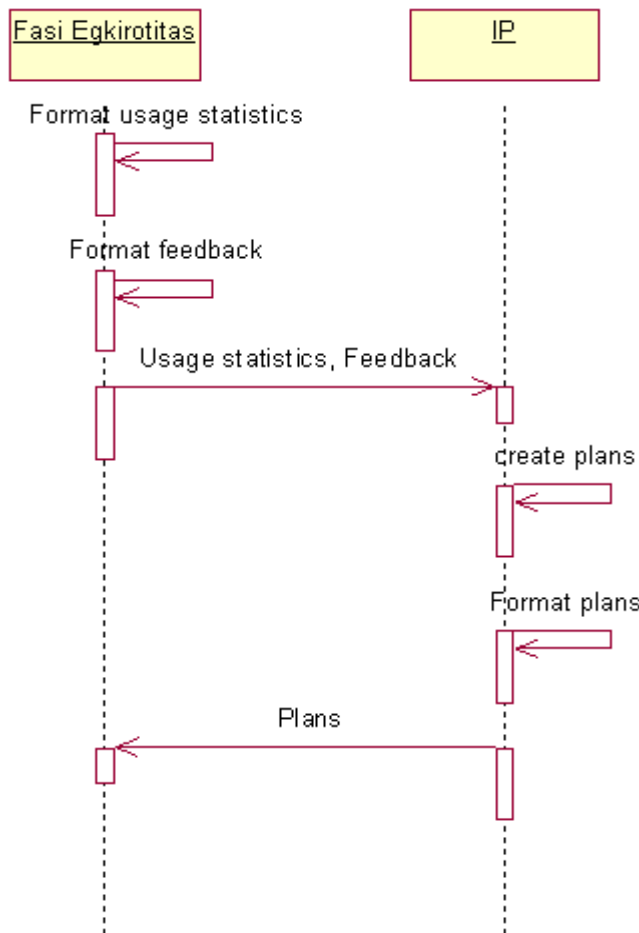 Fasi Egkirotitas
IP
Format usage statistics
Format feedback
Usage statistics, Feedback
create plans
Format plans
Plans